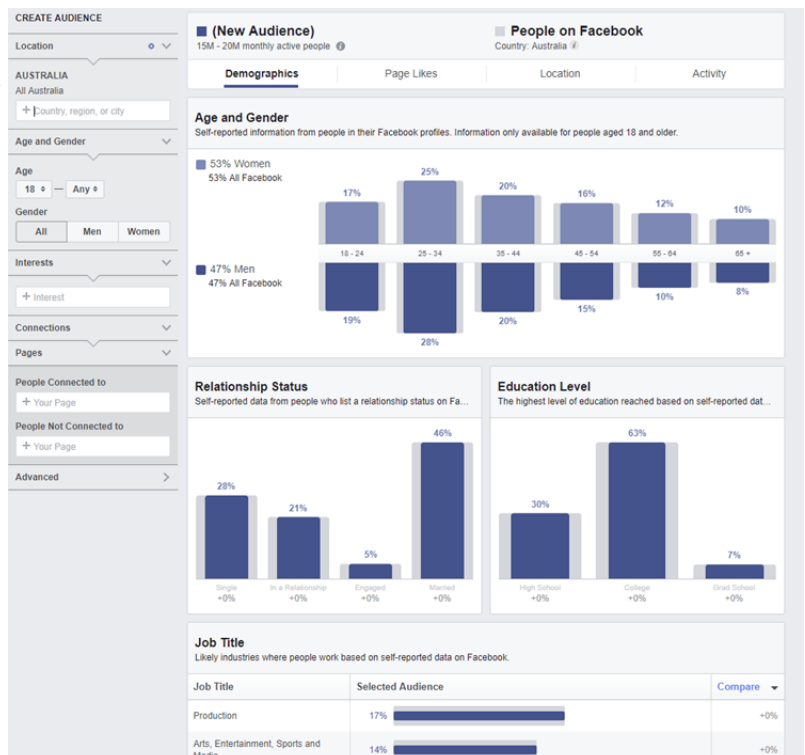 CREATE AUDIENCE
Location
AUSTRALIA
All Australia
+ Country, region, or city
Age and Gender
Age
18 — Any
Gender
All Men Women
Interests
+ Interest
Connections
Pages
People Connected to
+ Your Page
People Not Connected to
+ Your Page
Advanced
(New Audience)
15M - 20M monthly active people
People on Facebook
Country: Australia
Demographics Page Likes Location Activity
Age and Gender
Self-reported information from people in their Facebook profiles. Information only available for people aged 18 and older.
53% Women
53% All Facebook
17% 25% 20% 16% 12% 10%
18 - 24 25 - 34 35 - 44 45 - 54 55 - 64 65 +
47% Men
47% All Facebook
19% 28% 20% 15% 10% 8%
Relationship Status
Self-reported data from people who list a relationship status on Fa...
28% 21% 5% 46%
Single In a Relationship Engaged Married
+0% +0% +0% +0%
Education Level
The highest level of education reached based on self-reported dat...
30% 63% 7%
High School College Grad School
+0% +0% +0%
Job Title
Likely industries where people work based on self-reported data on Facebook.
Job Title Selected Audience Compare
Production 17% +0%
Arts, Entertainment, Sports and
Media 14% +0%